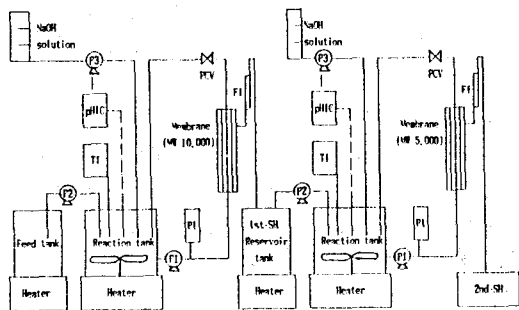 NaOH
solution
P3
PCV
FI
pHIC
Membrane
(MW 10,000)
TI
P2
PI
Feed tank
Reaction tank
P1
Heater
Heater
NaOH
solution
P3
PCV
FI
pHIC
Membrane
(MW 5,000)
TI
P2
PI
1st-SH
Reservoir
tank
Reaction tank
P1
Heater
Heater
2nd-SH